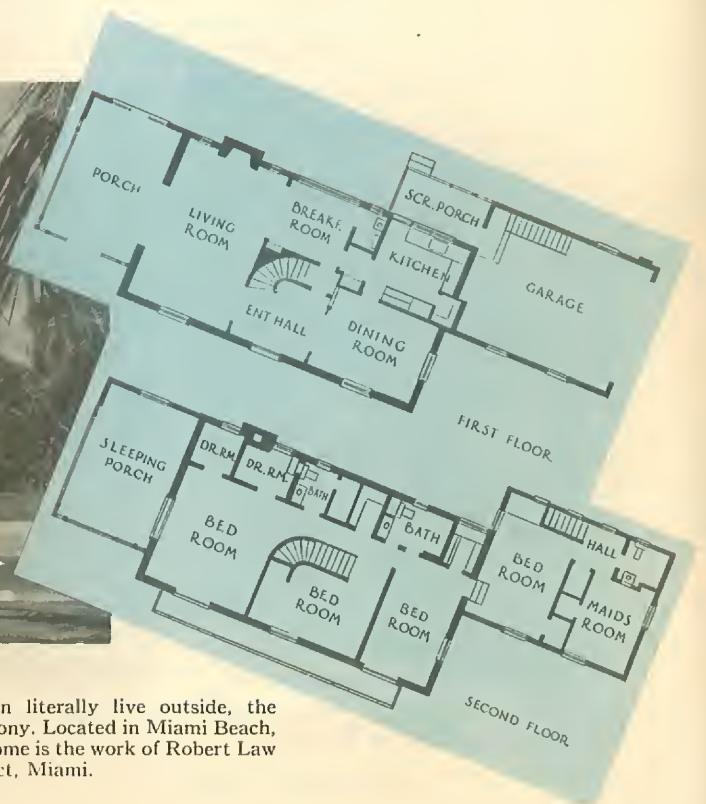 PORCH
LIVING
ROOM
BREAKF.
ROOM
SCR. PORCH
KITCHEN
GARAGE
ENT HALL
DINING
ROOM
FIRST FLOOR
SLEEPING
PORCH
DR.RM.
DR.RM.
BATH
BATH
BED
ROOM
BED
ROOM
BED
ROOM
BED
ROOM
HALL
MAIDS
ROOM
SECOND FLOOR
n literally live outside, the
ony. Located in Miami Beach,
ome is the work of Robert Law
ct, Miami.